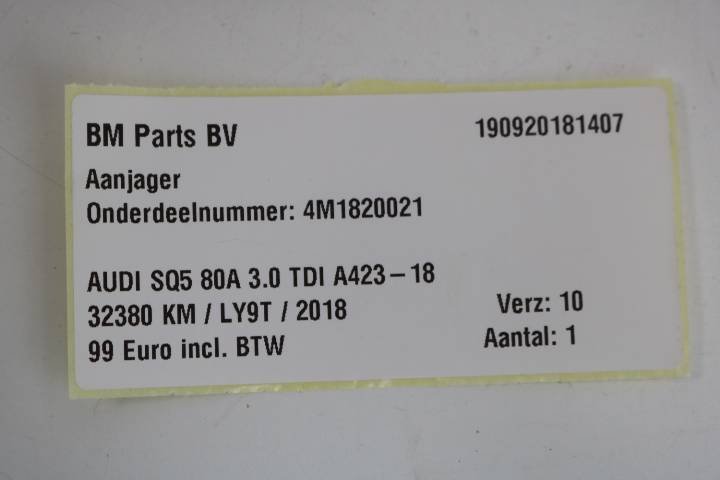 BM Parts BV 190920181407
Aanjager
Onderdeelnummer: 4M1820021
AUDI SQ5 80A 3.0 TDI A423-18
32380 KM / LY9T / 2018 Verz: 10
99 Euro incl. BTW Aantal: 1